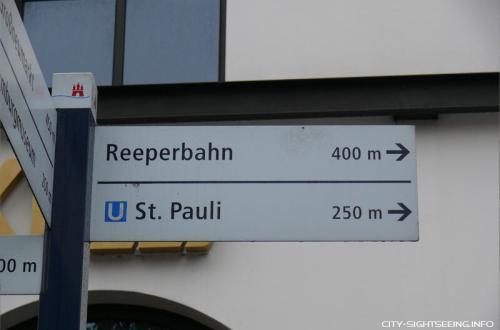 Reeperbahn 400 m →
U St. Pauli 250 m →
00 m
CITY-SIGHTSEEING.INFO